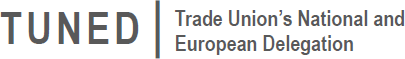 TUNED
Trade Union's National and
European Delegation